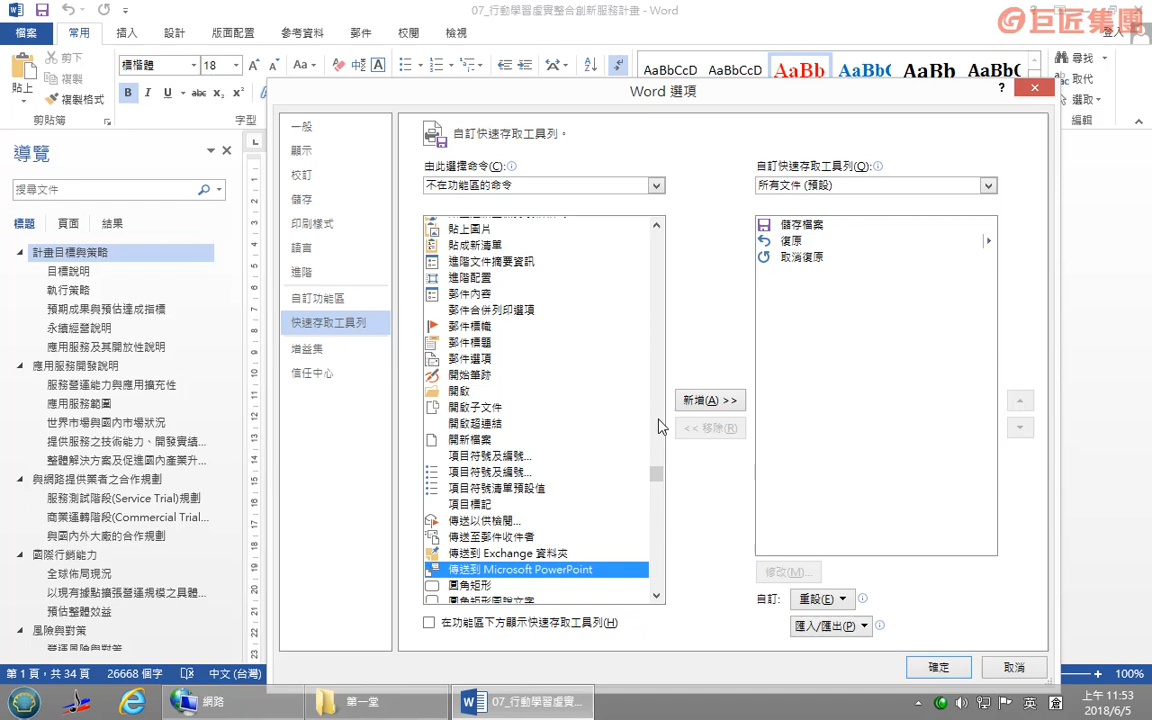 07_行動學習虛實整合創新服務計畫 - Word
巨匠集團
登入
檔案
常用
插入
設計
版面配置
參考資料
郵件
校閱
檢視
剪下
複製
複製格式
貼上
剪貼簿
標楷體
18
字型
AaBbCcD
AaBbCcD
AaBb
AaBb(
AaBb
AaBb(
尋找
取代
選取
編輯
導覽
搜尋文件
標題
頁面
結果
計畫目標與策略
目標說明
執行策略
預期成果與預估達成指標
永續經營說明
應用服務及其開放性說明
應用服務開發說明
服務營運能力與應用擴充性
應用服務範圍
世界市場與國內市場狀況
提供服務之技術能力、開發實績...
整體解決方案及促進國內產業升...
與網路提供業者之合作規劃
服務測試階段(Service Trial)規劃
商業運轉階段(Commercial Trial...
與國內外大廠的合作規劃
國際行銷能力
全球佈局現況
以現有據點擴張營運規模之具體...
預估整體效益
風險與對策
Word 選項
?
一般
顯示
校訂
儲存
印刷樣式
語言
進階
自訂功能區
快速存取工具列
增益集
信任中心
自訂快速存取工具列。
由此選擇命令(C):
不在功能區的命令
貼上圖片
貼成新清單
進階文件摘要資訊
進階配置
郵件內容
郵件合併列印選項
郵件標幟
郵件標題
郵件選項
開始筆跡
開啟
開啟子文件
開啟超連結
開新檔案
項目符號及編號...
項目符號及編號...
項目符號清單預設值
項目標記
傳送以供檢閱...
傳送至郵件收件者
傳送到 Exchange 資料夾
傳送到 Microsoft PowerPoint
圓角矩形
圓角矩形圖說文字
在功能區下方顯示快速存取工具列(H)
新增(A) >>
<< 移除(R)
自訂快速存取工具列(Q):
所有文件 (預設)
儲存檔案
復原
取消復原
修改(M)...
自訂:
重設(E)
匯入/匯出(P)
確定
取消
第 1 頁，共 34 頁
26668 個字
中文 (台灣)
100%
網路
第一堂
07_行動學習虛實...
英
上午 11:53
2018/6/5